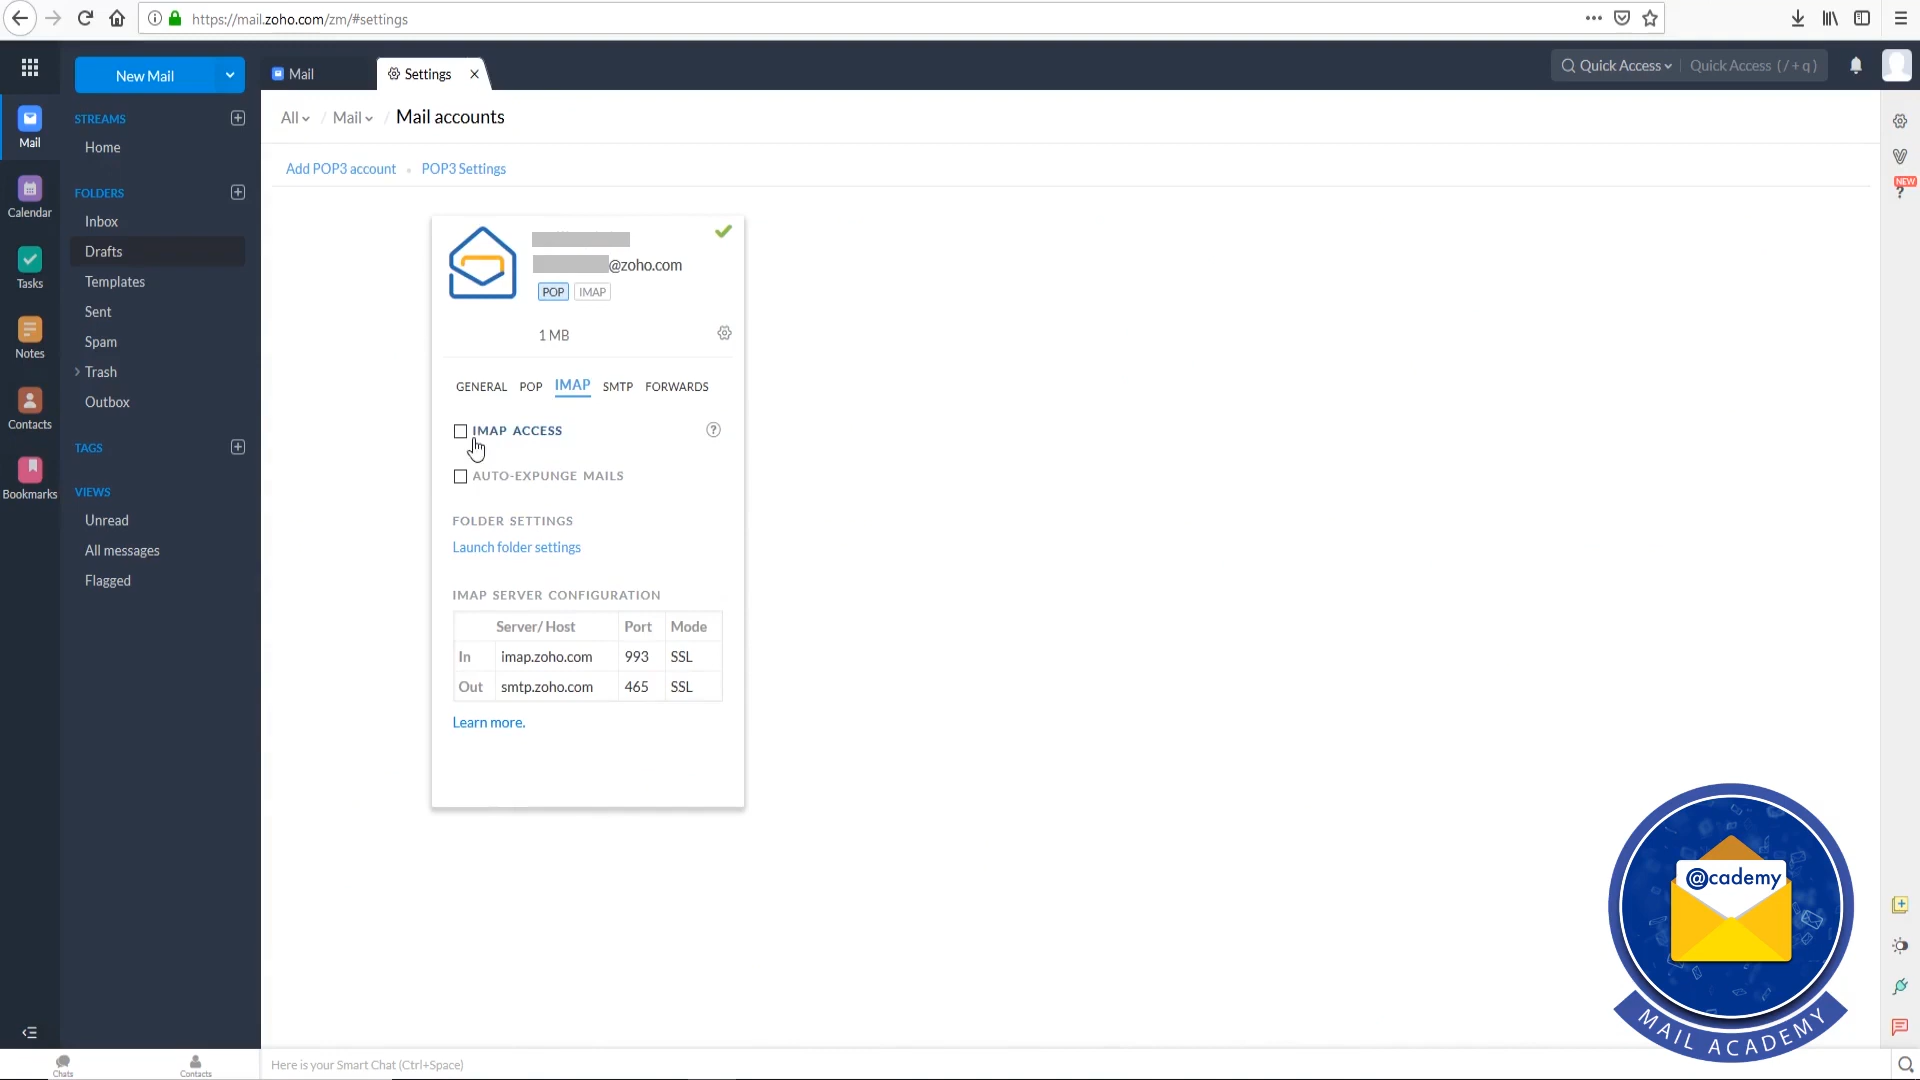 https://mail.zoho.com/zm/#settings
New Mail
Mail
Settings
Quick Access
Quick Access ( / + q )
All / Mail / Mail accounts
Add POP3 account • POP3 Settings
Mail
Calendar
Tasks
Notes
Contacts
Bookmarks
STREAMS
Home
FOLDERS
Inbox
Drafts
Templates
Sent
Spam
Trash
Outbox
TAGS
VIEWS
Unread
All messages
Flagged
@zoho.com
POP IMAP
1 MB
GENERAL POP IMAP SMTP FORWARDS
IMAP ACCESS
AUTO-EXPUNGE MAILS
FOLDER SETTINGS
Launch folder settings
IMAP SERVER CONFIGURATION
Server/ Host Port Mode
In imap.zoho.com 993 SSL
Out smtp.zoho.com 465 SSL
Learn more.
NEW
@cademy
MAIL ACADEMY
Chats
Contacts
Here is your Smart Chat (Ctrl+Space)